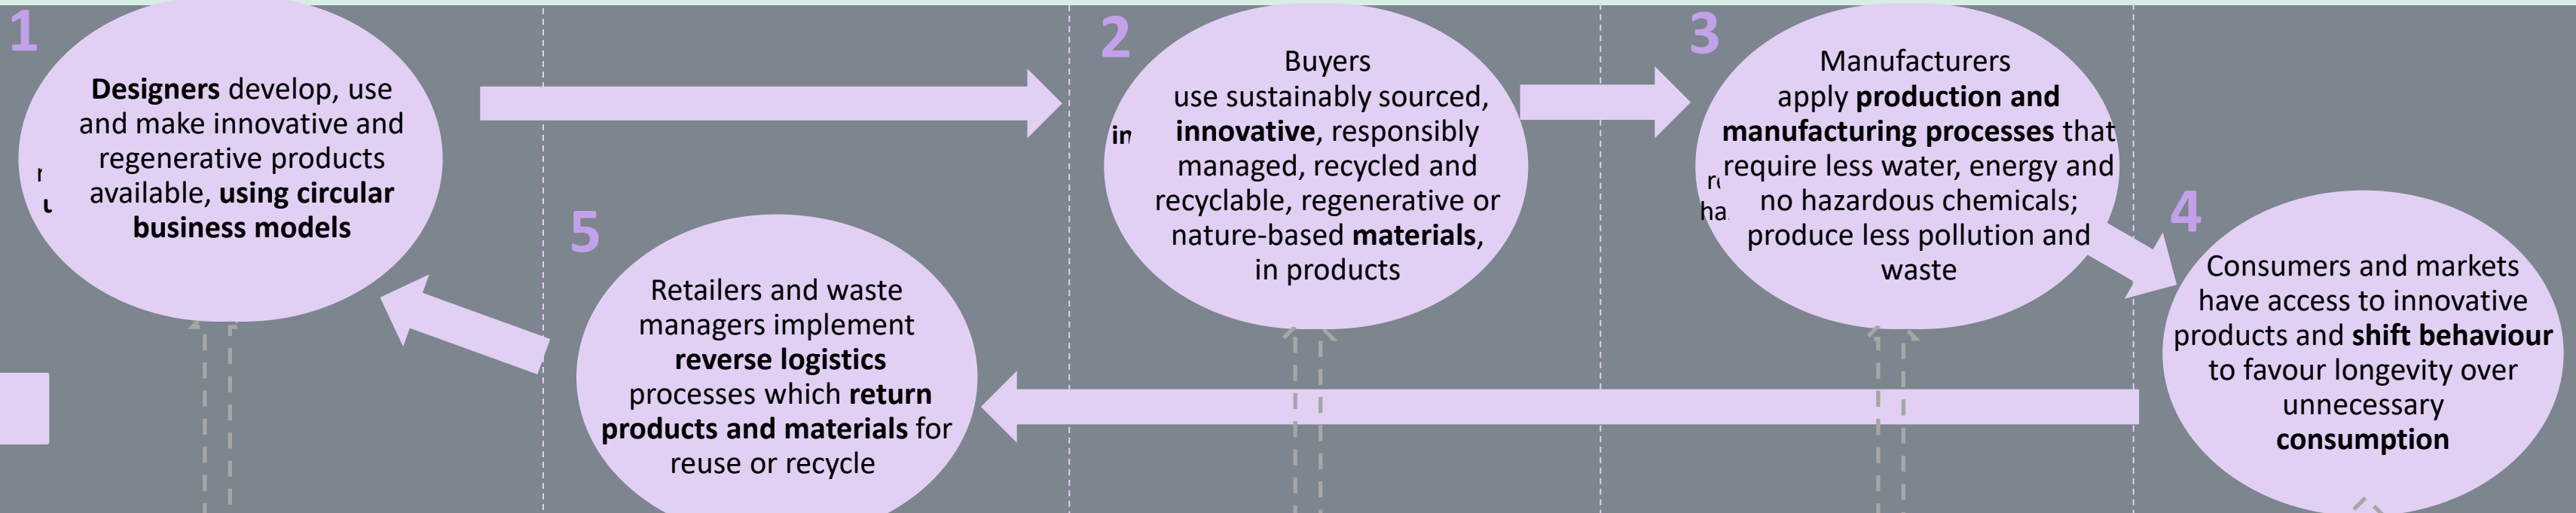 1
Designers develop, use
and make innovative and
regenerative products
available, using circular
business models
2
Buyers
use sustainably sourced,
innovative, responsibly
managed, recycled and
recyclable, regenerative or
nature-based materials,
in products
3
Manufacturers
apply production and
manufacturing processes that
require less water, energy and
no hazardous chemicals;
produce less pollution and
waste
4
Consumers and markets
have access to innovative
products and shift behaviour
to favour longevity over
unnecessary
consumption
5
Retailers and waste
managers implement
reverse logistics
processes which return
products and materials for
reuse or recycle